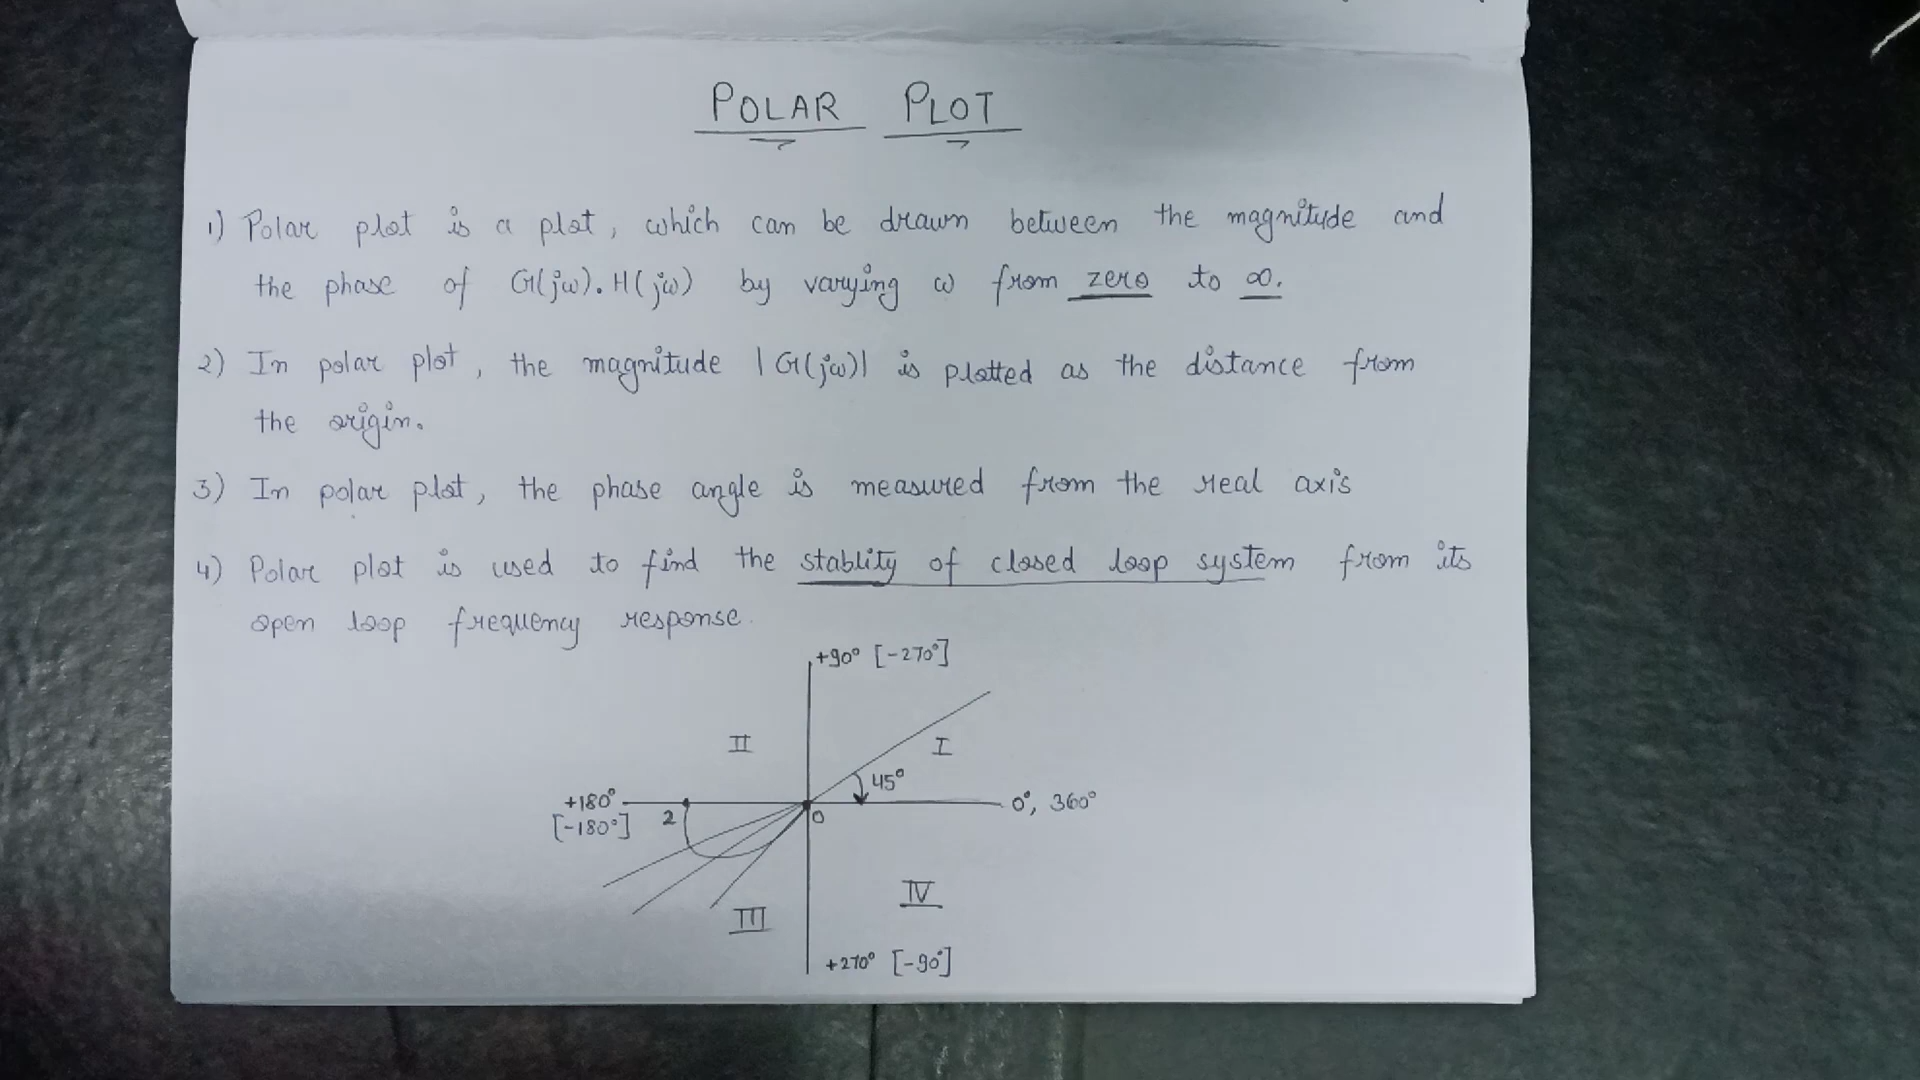 POLAR PLOT
1) Polar plot is a plot, which can be drawn between the magnitude and
the phase of G(jω).H(jω) by varying ω from zero to ∞.
2) In polar plot, the magnitude |G(jω)| is plotted as the distance from
the origin.
3) In polar plot, the phase angle is measured from the real axis
4) Polar plot is used to find the stablity of closed loop system from its
open loop frequency response.
+90° [-270°]
II I
45°
+180° 0°, 360°
[-180°] 2 0
IV
III
+270° [-90°]